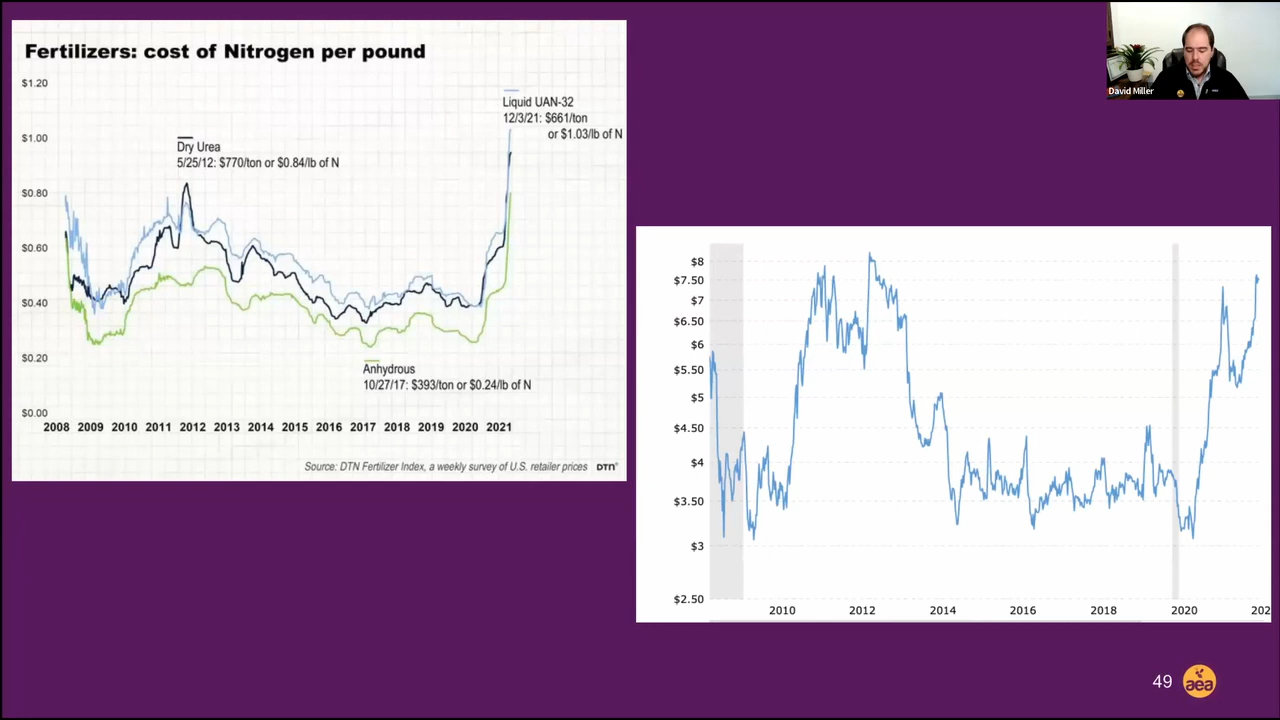 Fertilizers: cost of Nitrogen per pound
$1.20
$1.00
$0.80
$0.60
$0.40
$0.20
$0.00
Liquid UAN-32
12/3/21: $661/ton
or $1.03/lb of N
Dry Urea
5/25/12: $770/ton or $0.84/lb of N
Anhydrous
10/27/17: $393/ton or $0.24/lb of N
2008 2009 2010 2011 2012 2013 2014 2015 2016 2017 2018 2019 2020 2021
Source: DTN Fertilizer Index, a weekly survey of U.S. retailer prices DTN
David Miller
$8
$7.50
$7
$6.50
$6
$5.50
$5
$4.50
$4
$3.50
$3
$2.50
2010 2012 2014 2016 2018 2020 202
49 aea